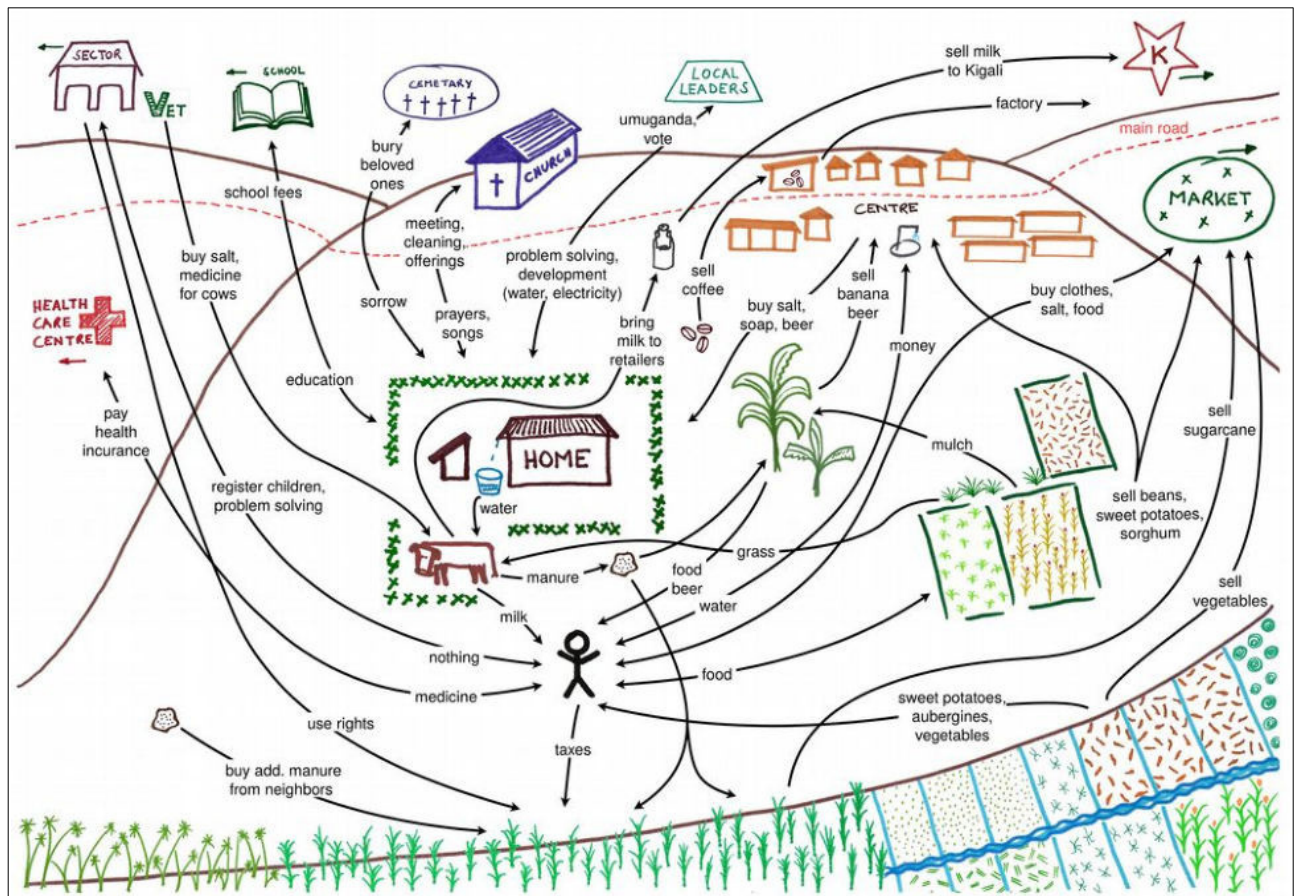 SECTOR
VET
SCHOOL
CEMETARY
LOCAL
LEADERS
sell milk
to Kigali
K
factory
main road
umuganda,
vote
bury
beloved
ones
CHURCH
school fees
meeting,
cleaning,
offerings
MARKET
CENTRE
buy salt,
medicine
for cows
problem solving,
development
(water, electricity)
sell
coffee
sell
banana
beer
buy clothes,
salt, food
HEALTH
CARE
CENTRE
sorrow
prayers,
songs
bring
milk to
retailers
buy salt,
soap, beer
money
education
pay
health
incurance
sell
sugarcane
mulch
HOME
register children,
problem solving
water
sell beans,
sweet potatoes,
sorghum
grass
manure
food
beer
water
sell
vegetables
milk
nothing
medicine
food
use rights
sweet potatoes,
aubergines,
vegetables
taxes
buy add. manure
from neighbors